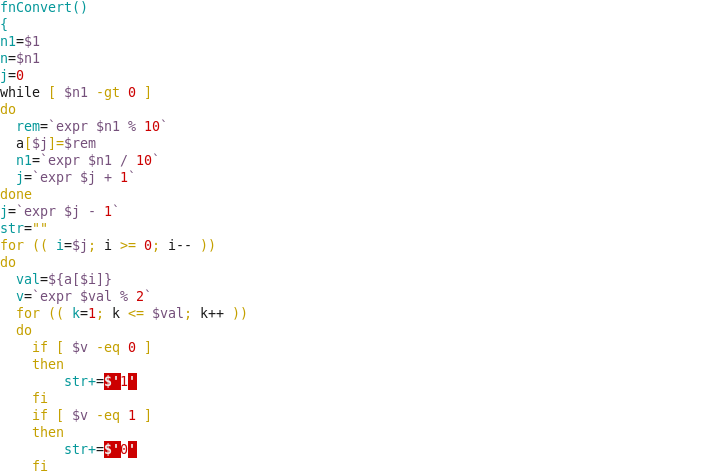 fnConvert()
{
n1=$1
n=$n1
j=0
while [ $n1 -gt 0 ]
do
  rem=`expr $n1 % 10`
  a[$j]=$rem
  n1=`expr $n1 / 10`
  j=`expr $j + 1`
done
j=`expr $j - 1`
str=""
for (( i=$j; i >= 0; i-- ))
do
  val=${a[$i]}
  v=`expr $val % 2`
  for (( k=1; k <= $val; k++ ))
  do
    if [ $v -eq 0 ]
    then
        str+=$'1'
    fi
    if [ $v -eq 1 ]
    then
        str+=$'0'
    fi